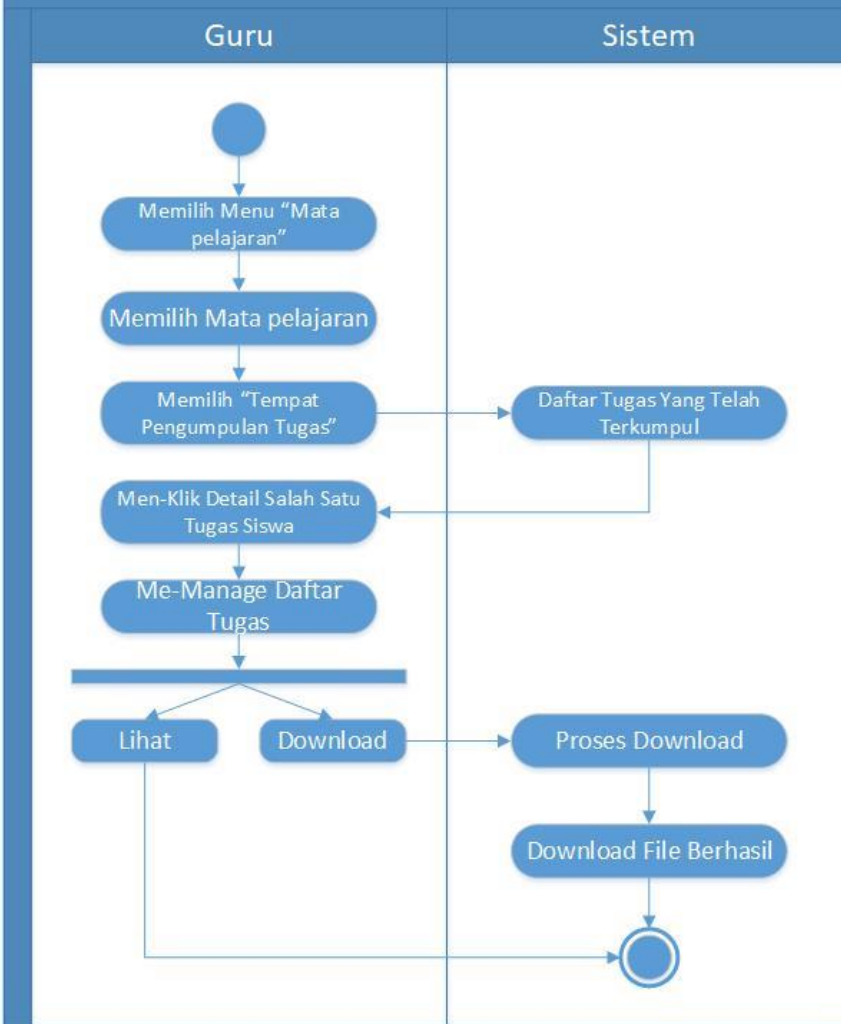 Guru
Sistem
Memilih Menu “Mata
pelajaran”
Memilih Mata pelajaran
Memilih “Tempat
Pengumpulan Tugas”
Daftar Tugas Yang Telah
Terkumpul
Men-Klik Detail Salah Satu
Tugas Siswa
Me-Manage Daftar
Tugas
Lihat
Download
Proses Download
Download File Berhasil